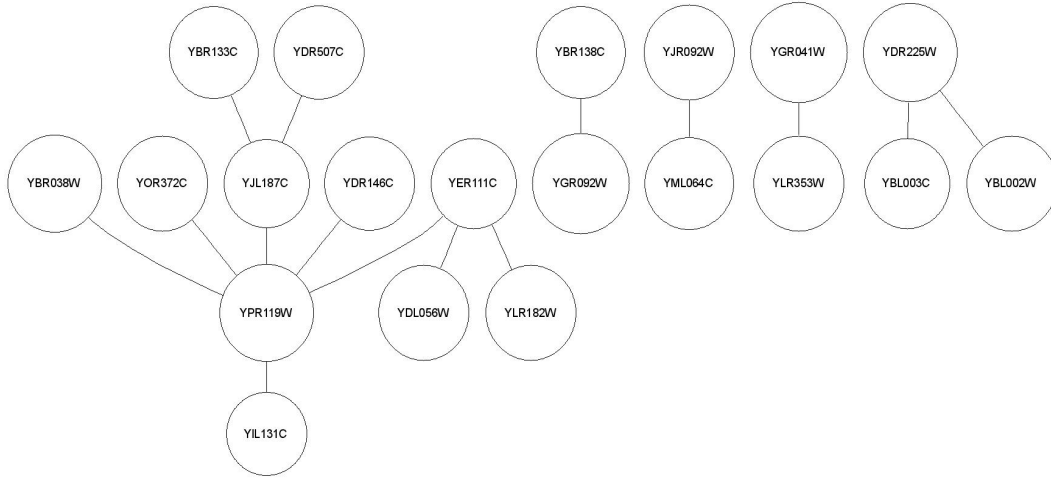 YBR133C
YDR507C
YBR138C
YJR092W
YGR041W
YDR225W
YBR038W
YOR372C
YJL187C
YDR146C
YER111C
YGR092W
YML064C
YLR353W
YBL003C
YBL002W
YPR119W
YDL056W
YLR182W
YIL131C